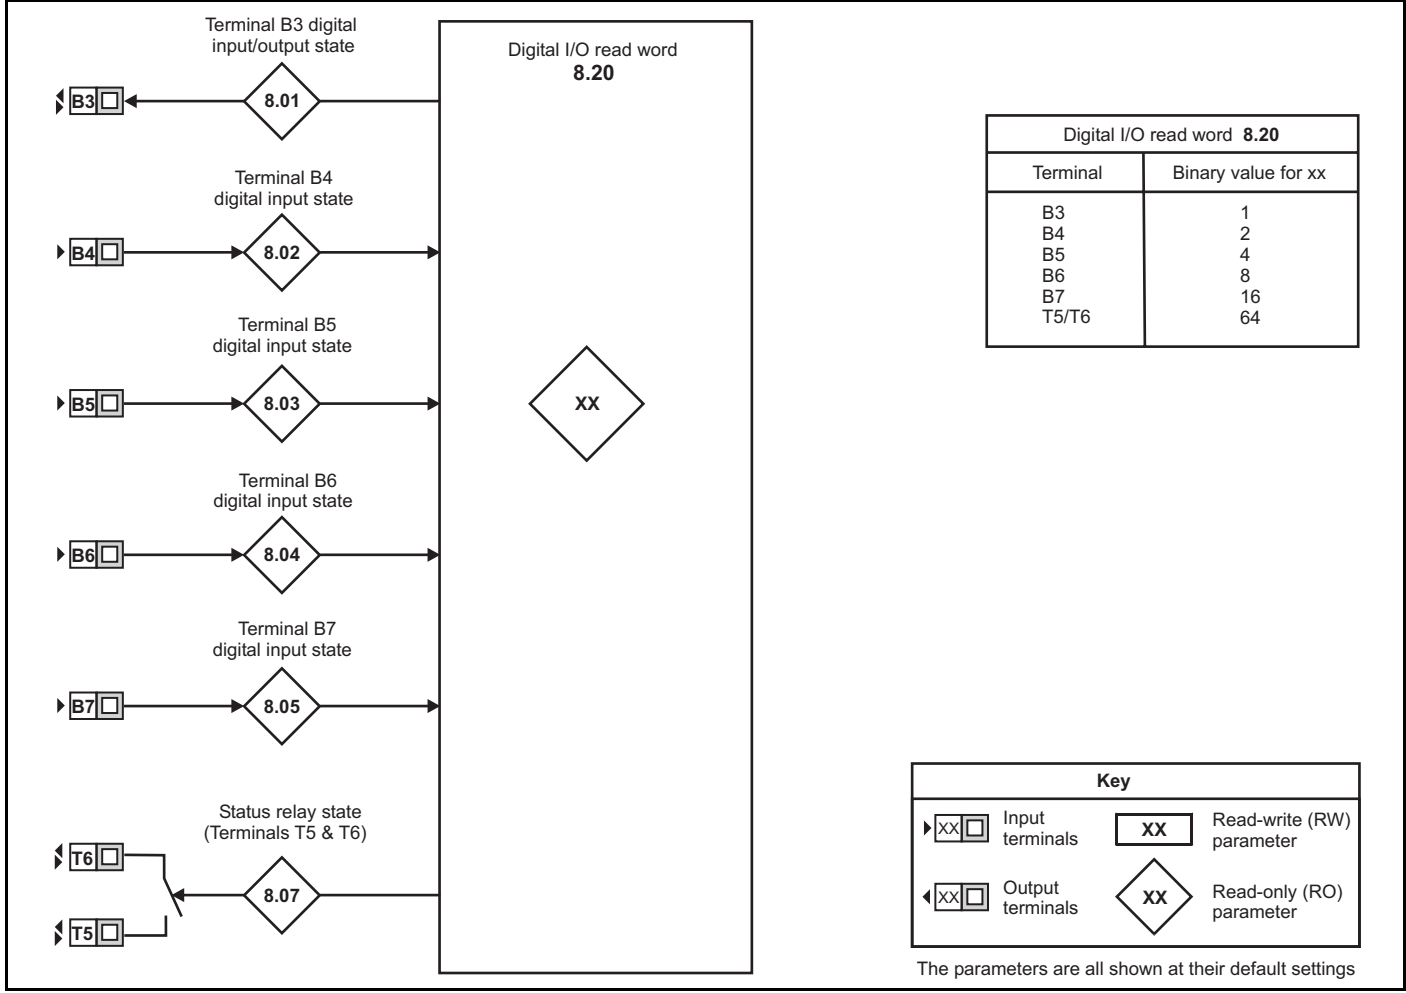 Terminal B3 digital
input/output state
B3
8.01
Terminal B4
digital input state
B4
8.02
Terminal B5
digital input state
B5
8.03
Terminal B6
digital input state
B6
8.04
Terminal B7
digital input state
B7
8.05
Status relay state
(Terminals T5 & T6)
T6
8.07
T5
Digital I/O read word
8.20
XX
Digital I/O read word 8.20
Terminal Binary value for xx
B3 1
B4 2
B5 4
B6 8
B7 16
T5/T6 64
Key
XX Input
terminals
XX Read-write (RW)
parameter
XX Output
terminals
XX Read-only (RO)
parameter
The parameters are all shown at their default settings